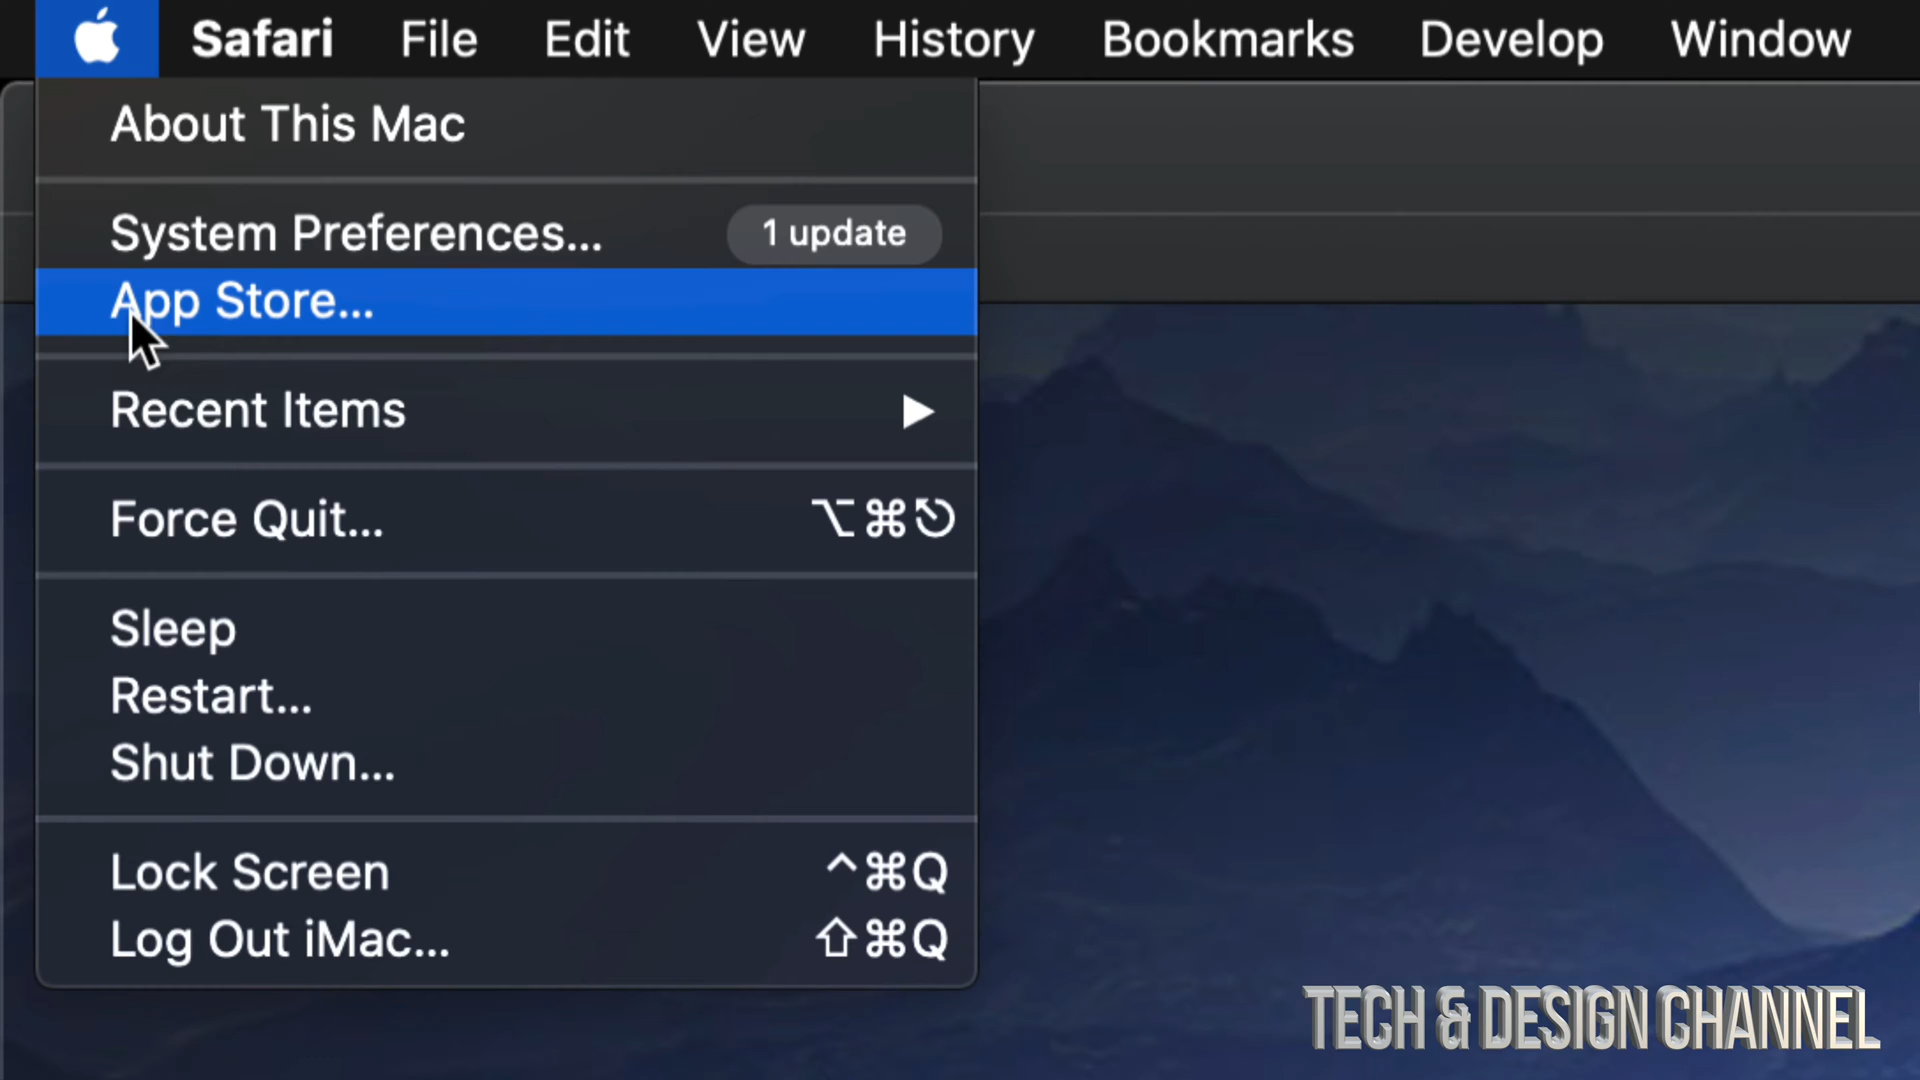 Safari File Edit View History Bookmarks Develop Window
About This Mac
System Preferences... 1 update
App Store...
Recent Items ▶
Force Quit... ⌥⌘⎋
Sleep
Restart...
Shut Down...
Lock Screen ^⌘Q
Log Out iMac... ⇧⌘Q
TECH & DESIGN CHANNEL